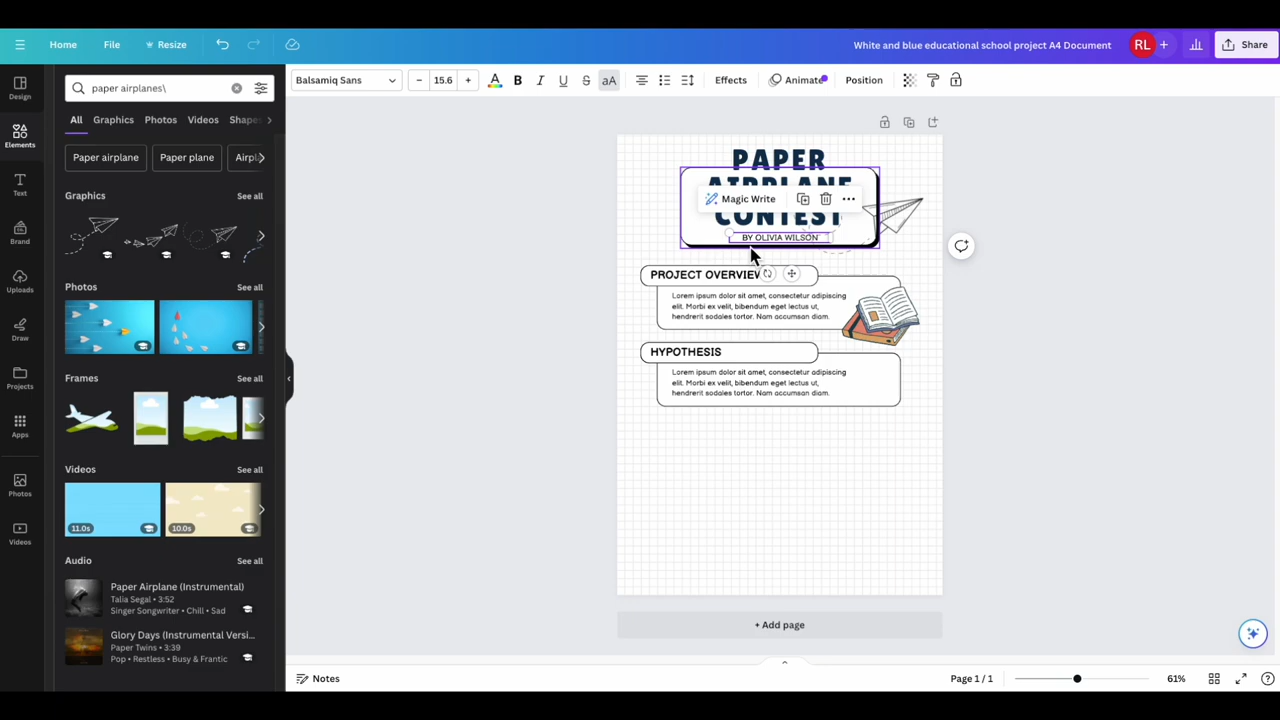 Home
File
Resize
White and blue educational school project A4 Document
RL
Share
Design
Elements
Text
Brand
Uploads
Draw
Projects
Apps
Photos
Videos
paper airplanes\
All
Graphics
Photos
Videos
Shapes
Paper airplane
Paper plane
Airpl
Graphics
See all
Photos
See all
Frames
See all
Videos
See all
11.0s
10.0s
Audio
See all
Paper Airplane (Instrumental)
Talia Segal • 3:52
Singer Songwriter • Chill • Sad
Glory Days (Instrumental Versi...
Paper Twins • 3:39
Pop • Restless • Busy & Frantic
Balsamiq Sans
15.6
A
B
I
U
S
aA
Effects
Animate
Position
PAPER
AIRPLANE
Magic Write
CONTEST
BY OLIVIA WILSON
PROJECT OVERVIEW
Lorem ipsum dolor sit am, consectetur adipiscing
elit. Morbi ex velit, bibendum eget lectus ut,
hendrerit sodales tortor. Nam accumsan diam.
HYPOTHESIS
Lorem ipsum dolor sit am, consectetur adipiscing
elit. Morbi ex velit, bibendum eget lectus ut,
hendrerit sodales tortor. Nam accumsan diam.
+ Add page
Notes
Page 1 / 1
61%